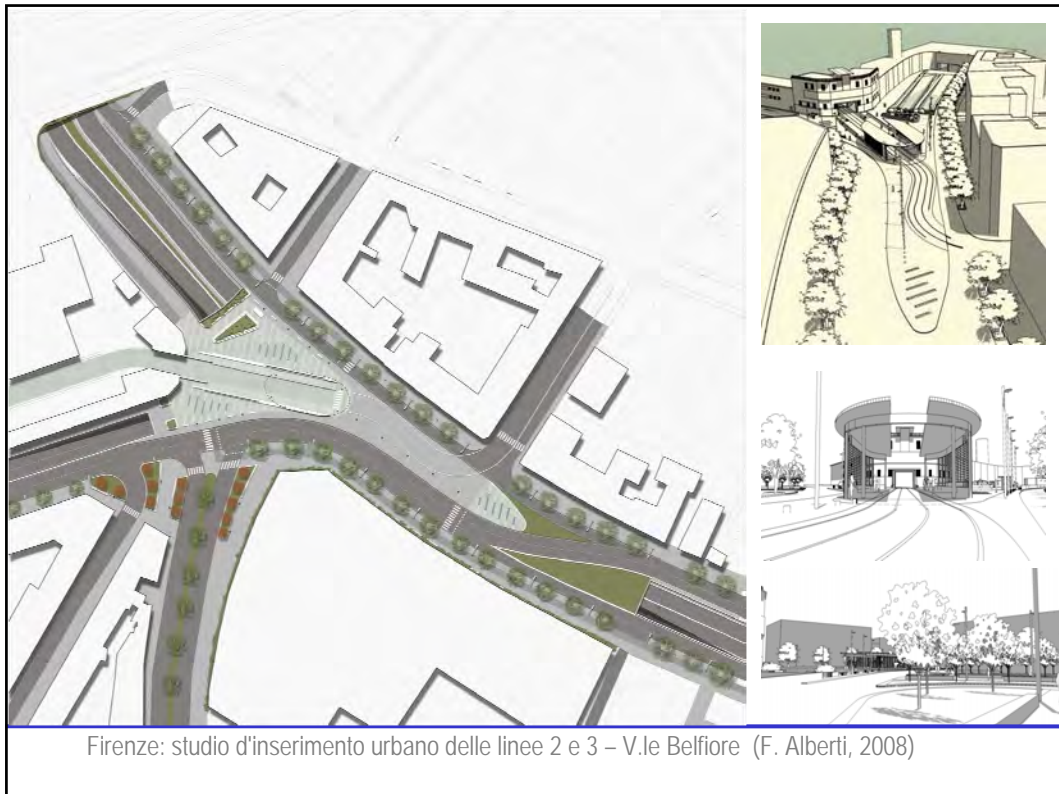 Firenze: studio d'inserimento urbano delle linee 2 e 3 – V.le Belfiore (F. Alberti, 2008)